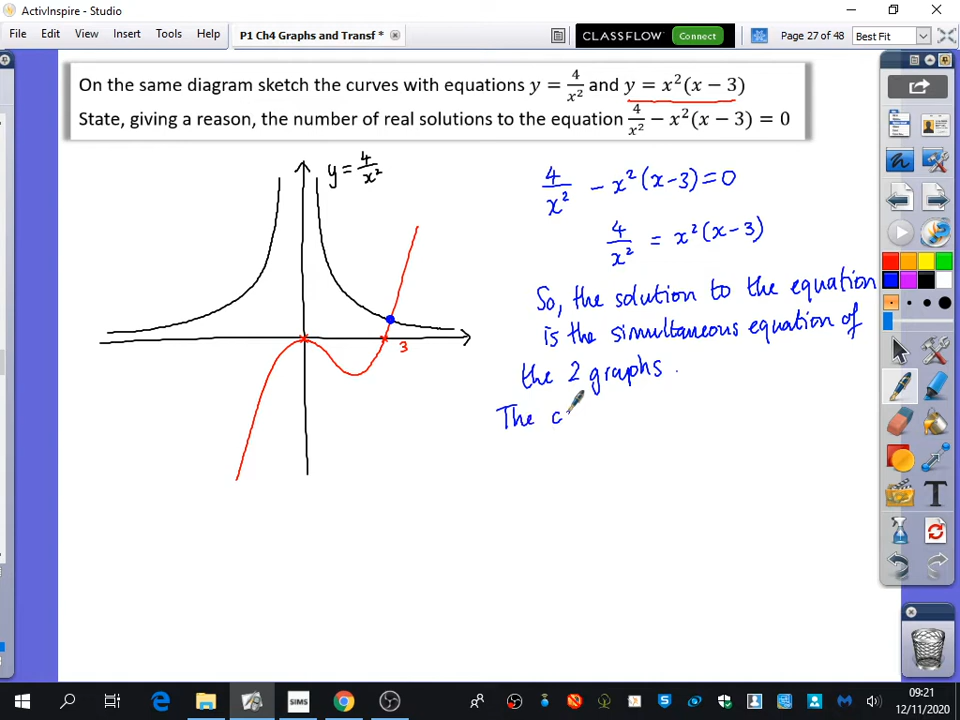 ActivInspire - Studio
File Edit View Insert Tools Help
P1 Ch4 Graphs and Transf *
CLASSFLOW Connect
Page 27 of 48
Best Fit
On the same diagram sketch the curves with equations y = 4/x² and y = x²(x − 3)
State, giving a reason, the number of real solutions to the equation 4/x² − x²(x − 3) = 0
y = 4/x²
3
4/x² − x²(x−3) = 0
4/x² = x²(x−3)
So, the solution to the equation
is the simultaneous equation of
the 2 graphs.
The c
T
SIMS
09:21
12/11/2020